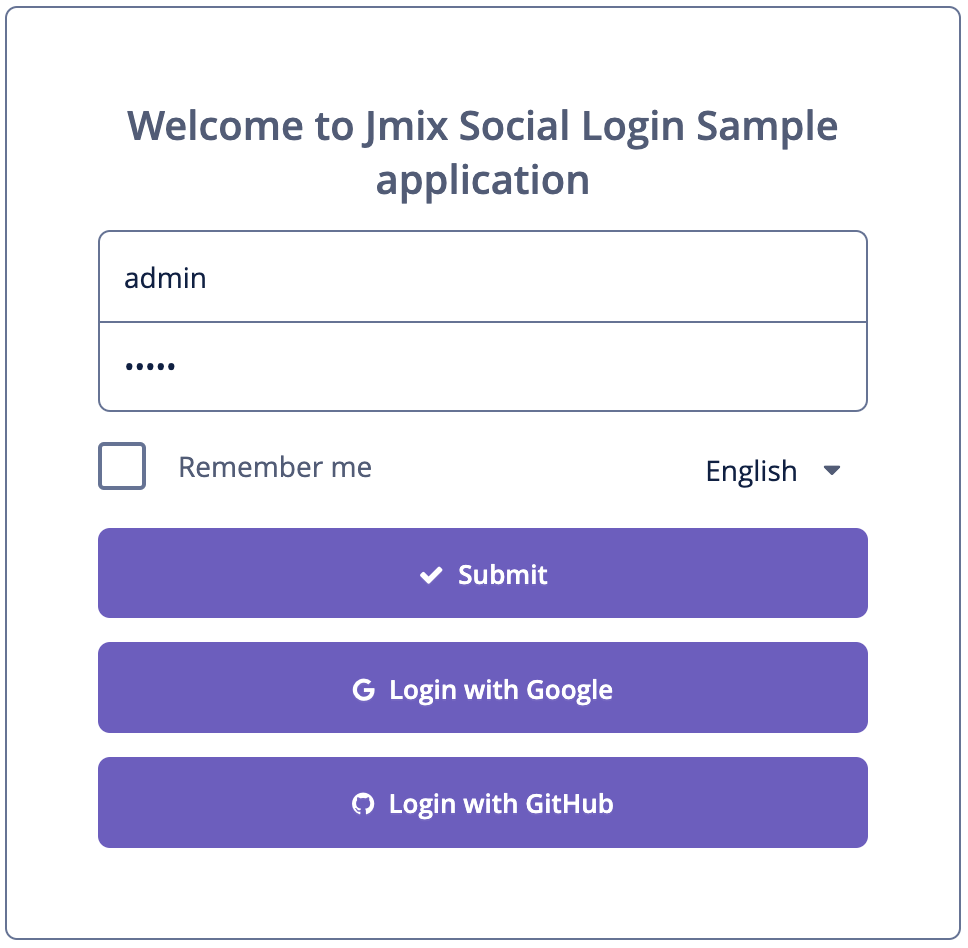 Welcome to Jmix Social Login Sample
application
admin
•••••
Remember me
English
Submit
Login with Google
Login with GitHub